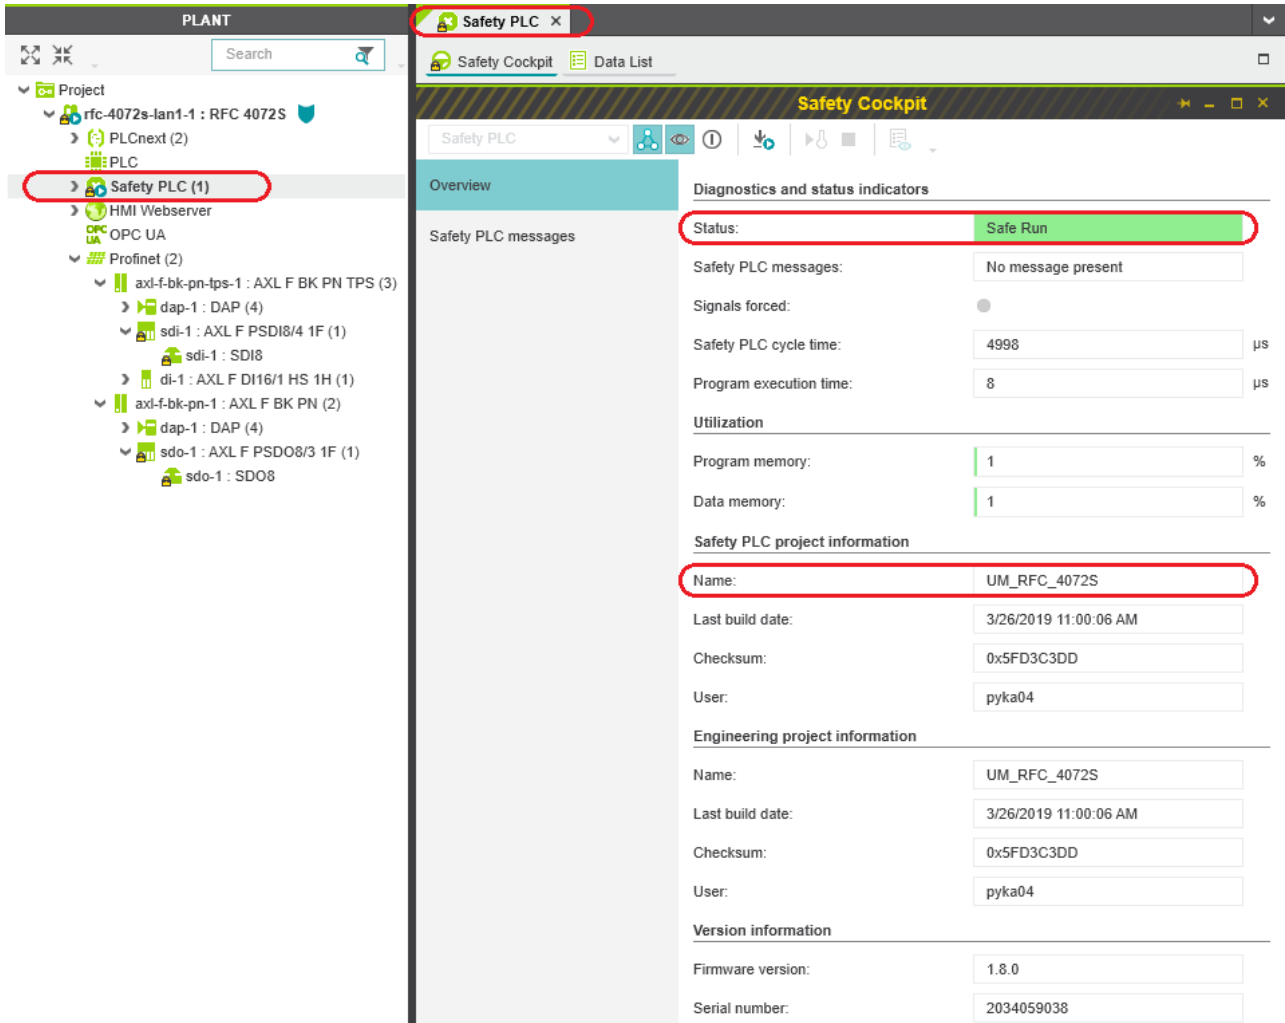 PLANT
Search
Project
rfc-4072s-lan1-1 : RFC 4072S
PLCnext (2)
PLC
Safety PLC (1)
HMI Webserver
OPC UA OPC UA
Profinet (2)
axl-f-bk-pn-tps-1 : AXL F BK PN TPS (3)
dap-1 : DAP (4)
sdi-1 : AXL F PSDI8/4 1F (1)
sdi-1 : SDI8
di-1 : AXL F DI16/1 HS 1H (1)
axl-f-bk-pn-1 : AXL F BK PN (2)
dap-1 : DAP (4)
sdo-1 : AXL F PSDO8/3 1F (1)
sdo-1 : SDO8
Safety PLC
Safety Cockpit Data List
Safety Cockpit
Safety PLC
Overview
Safety PLC messages
Diagnostics and status indicators
Status: Safe Run
Safety PLC messages: No message present
Signals forced:
Safety PLC cycle time: 4998 µs
Program execution time: 8 µs
Utilization
Program memory: 1 %
Data memory: 1 %
Safety PLC project information
Name: UM_RFC_4072S
Last build date: 3/26/2019 11:00:06 AM
Checksum: 0x5FD3C3DD
User: pyka04
Engineering project information
Name: UM_RFC_4072S
Last build date: 3/26/2019 11:00:06 AM
Checksum: 0x5FD3C3DD
User: pyka04
Version information
Firmware version: 1.8.0
Serial number: 2034059038